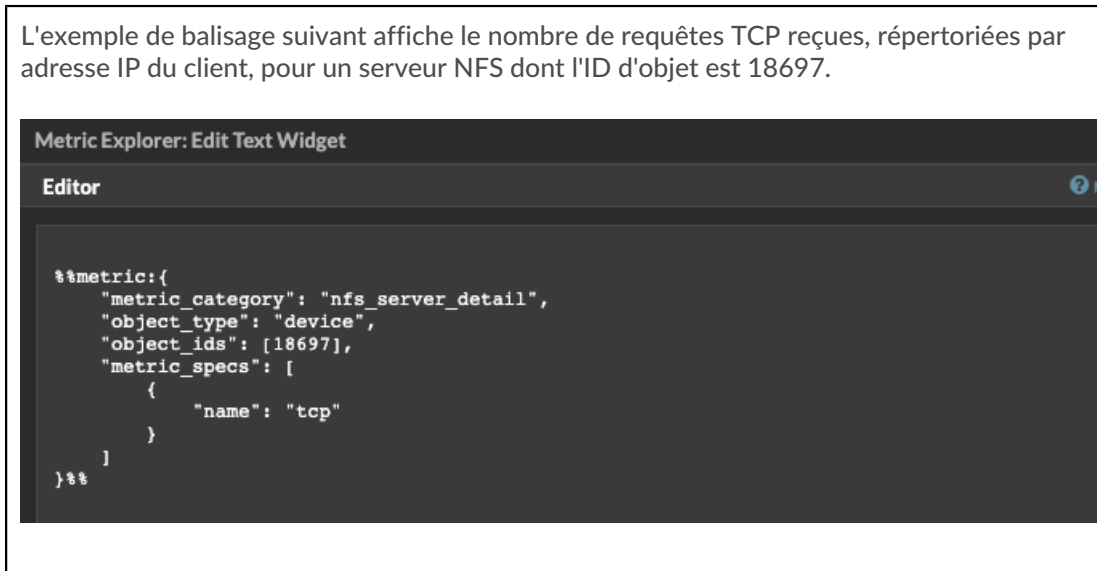 L'exemple de balisage suivant affiche le nombre de requêtes TCP reçues, répertoriées par
adresse IP du client, pour un serveur NFS dont l'ID d'objet est 18697.
Metric Explorer: Edit Text Widget
Editor
%%metric:{
    "metric_category": "nfs_server_detail",
    "object_type": "device",
    "object_ids": [18697],
    "metric_specs": [
        {
            "name": "tcp"
        }
    ]
}%%